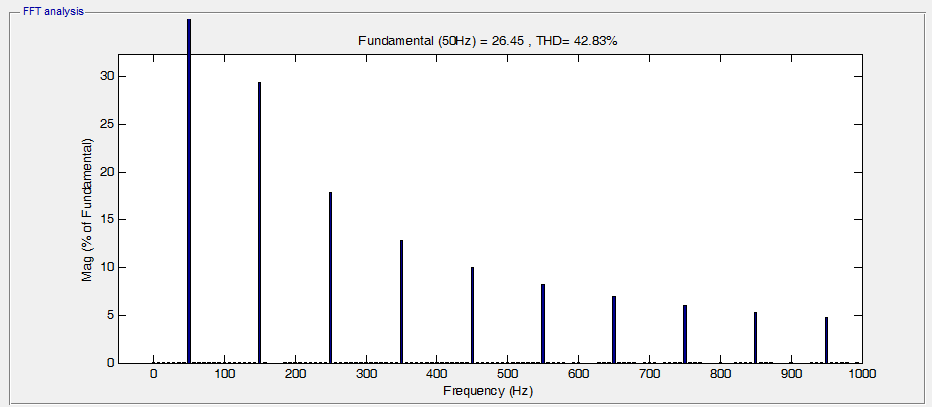 FFT analysis
Fundamental (50Hz) = 26.45 , THD= 42.83%
30
25
20
15
10
5
0
Mag (% of Fundamental)
0 100 200 300 400 500 600 700 800 900 1000
Frequency (Hz)